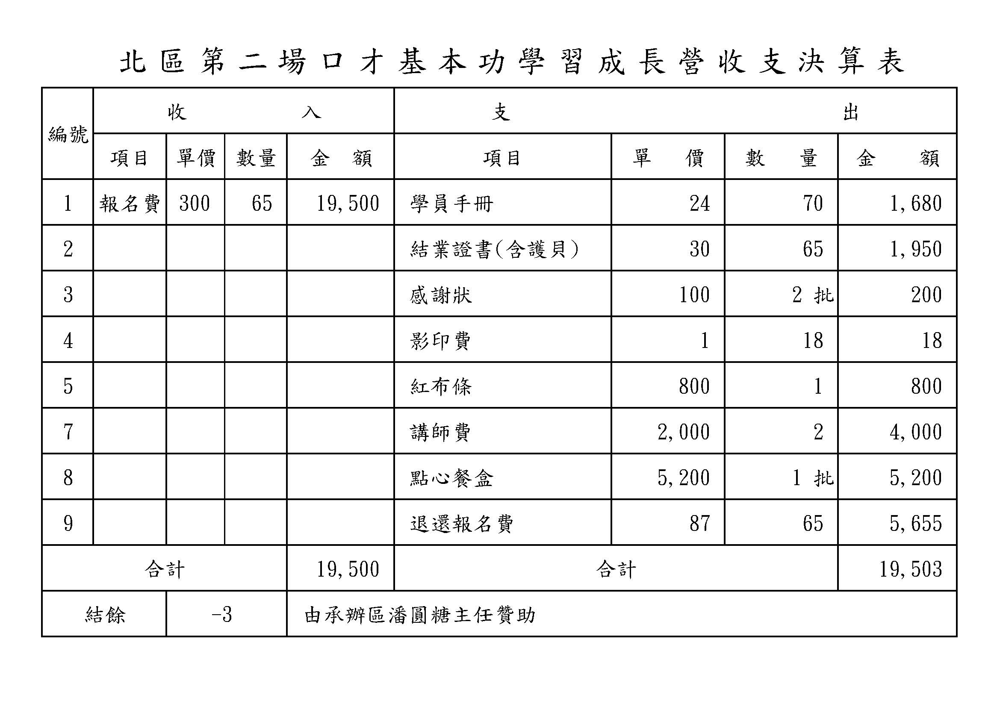 北區第二場口才基本功學習成長營收支決算表
編號 收入 支出
項目 單價 數量 金額 項目 單價 數量 金額
1 報名費 300 65 19,500 學員手冊 24 70 1,680
2 結業證書(含護貝) 30 65 1,950
3 感謝狀 100 2 批 200
4 影印費 1 18 18
5 紅布條 800 1 800
7 講師費 2,000 2 4,000
8 點心餐盒 5,200 1 批 5,200
9 退還報名費 87 65 5,655
合計 19,500 合計 19,503
結餘 -3 由承辦區潘圓糖主任贊助